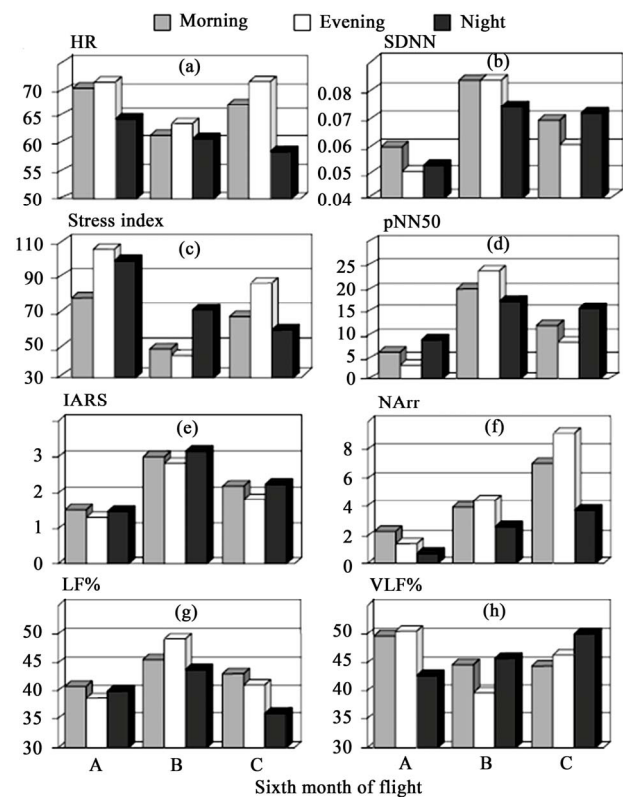 Morning Evening Night
HR
(a)
70
65
60
55
50
SDNN
(b)
0.08
0.07
0.06
0.05
0.04
Stress index
(c)
110
90
70
50
30
pNN50
(d)
25
20
15
10
5
0
IARS
(e)
3
2
1
0
NArr
(f)
8
6
4
2
0
LF%
(g)
50
45
40
35
30
A B C
VLF%
(h)
50
45
40
35
30
A B C
Sixth month of flight